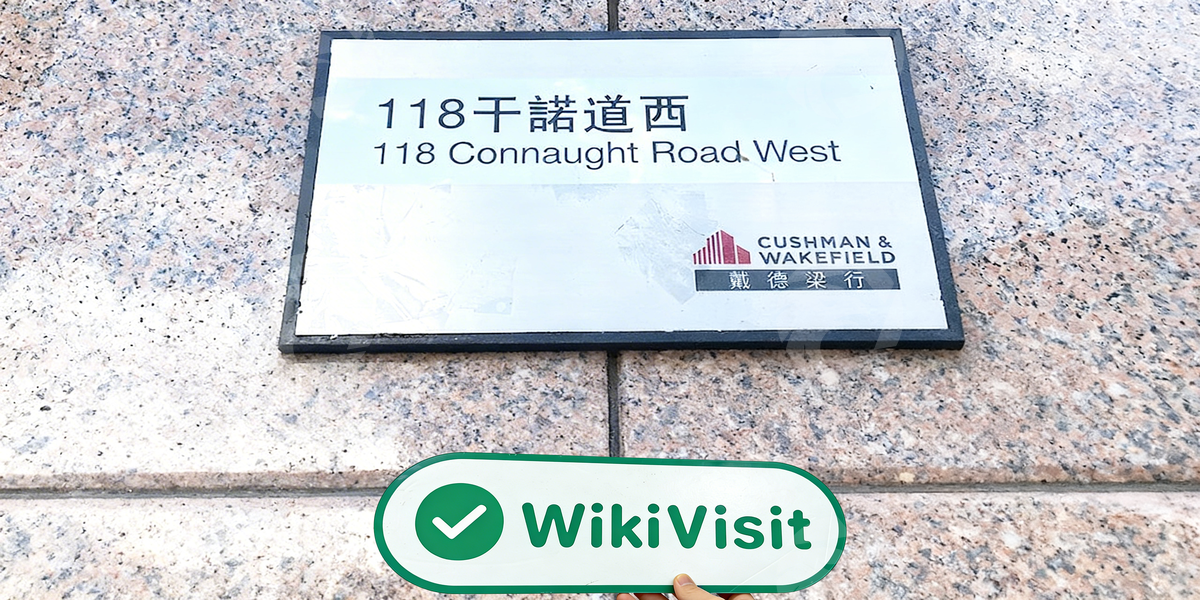 118干諾道西
118 Connaught Road West
CUSHMAN &
WAKEFIELD
戴德梁行
WikiVisit